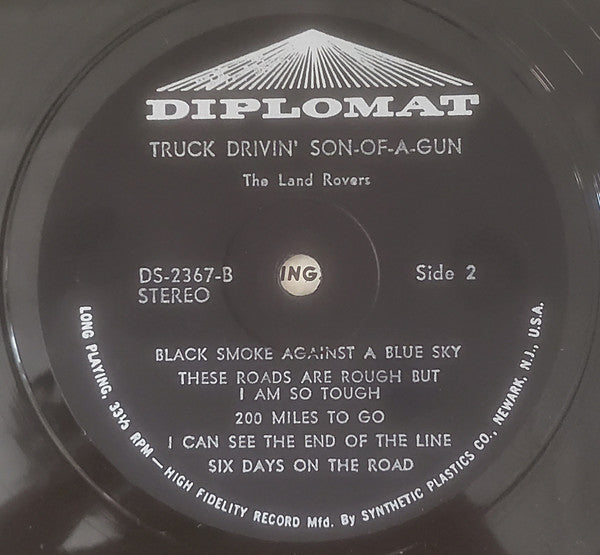 DIPLOMAT
TRUCK DRIVIN' SON-OF-A-GUN
The Land Rovers
DS-2367-B
STEREO
ING
Side 2
BLACK SMOKE AGAINST A BLUE SKY
THESE ROADS ARE ROUGH BUT
I AM SO TOUGH
200 MILES TO GO
I CAN SEE THE END OF THE LINE
SIX DAYS ON THE ROAD
LONG PLAYING, 33⅓ RPM — HIGH FIDELITY RECORD Mfd. By SYNTHETIC PLASTICS CO., NEWARK, N.J., U.S.A.